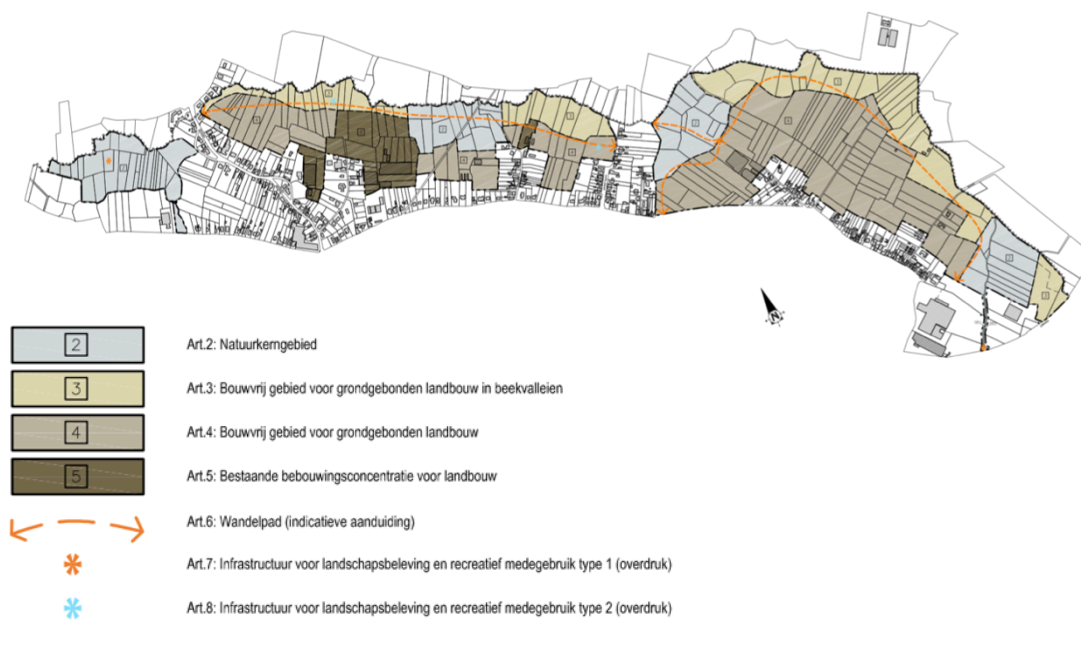 N
2
Art.2: Natuurkerngebied
3
Art.3: Bouwvrij gebied voor grondgebonden landbouw in beekvalleien
4
Art.4: Bouwvrij gebied voor grondgebonden landbouw
5
Art.5: Bestaande bebouwingsconcentratie voor landbouw
Art.6: Wandelpad (indicatieve aanduiding)
Art.7: Infrastructuur voor landschapsbeleving en recreatief medegebruik type 1 (overdruk)
Art.8: Infrastructuur voor landschapsbeleving en recreatief medegebruik type 2 (overdruk)